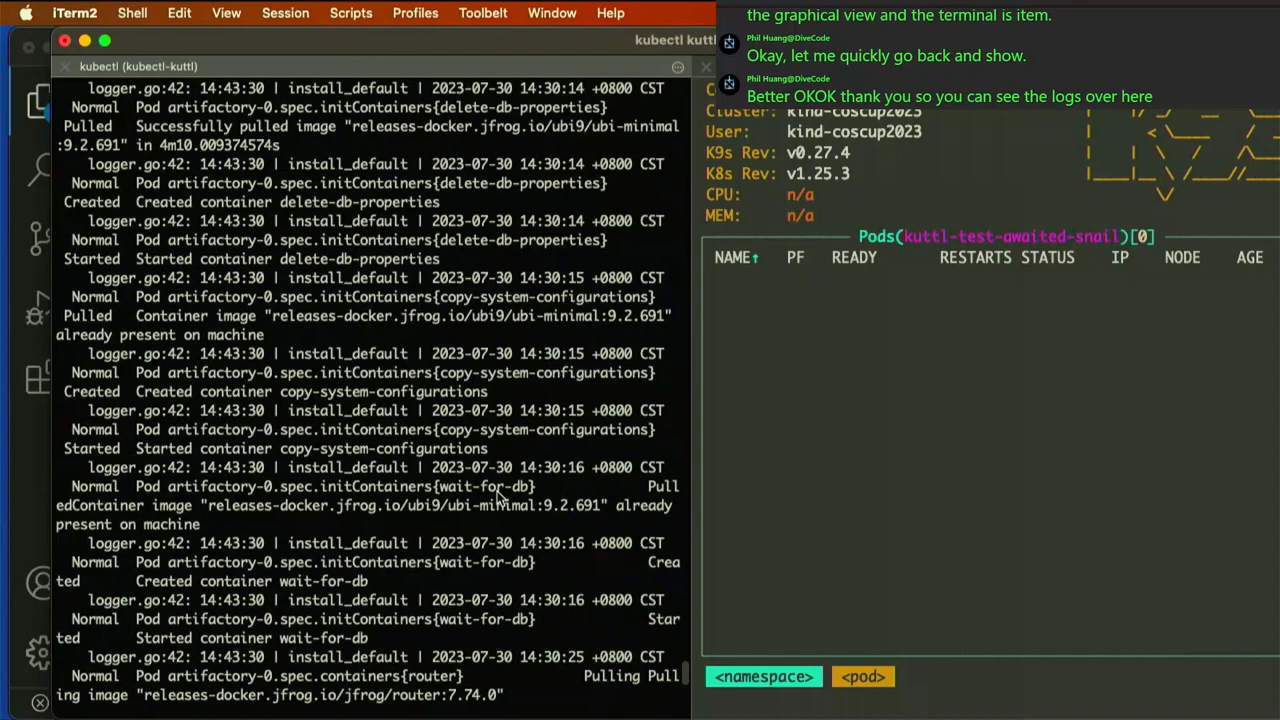 iTerm2 Shell Edit View Session Scripts Profiles Toolbelt Window Help
the graphical view and the terminal is item.
Phil Huang@DiveCode
Okay, let me quickly go back and show.
Phil Huang@DiveCode
Better OKOK thank you so you can see the logs over here
kubectl kuttl
kubectl (kubectl-kuttl)
logger.go:42: 14:43:30 | install_default | 2023-07-30 14:30:14 +0800 CST
Normal Pod artifactory-0.spec.initContainers{delete-db-properties}
Pulled Successfully pulled image "releases-docker.jfrog.io/ubi9/ubi-minimal
:9.2.691" in 4m10.009374574s
logger.go:42: 14:43:30 | install_default | 2023-07-30 14:30:14 +0800 CST
Normal Pod artifactory-0.spec.initContainers{delete-db-properties}
Created Created container delete-db-properties
logger.go:42: 14:43:30 | install_default | 2023-07-30 14:30:14 +0800 CST
Normal Pod artifactory-0.spec.initContainers{delete-db-properties}
Started Started container delete-db-properties
logger.go:42: 14:43:30 | install_default | 2023-07-30 14:30:15 +0800 CST
Normal Pod artifactory-0.spec.initContainers{copy-system-configurations}
Pulled Container image "releases-docker.jfrog.io/ubi9/ubi-minimal:9.2.691"
already present on machine
logger.go:42: 14:43:30 | install_default | 2023-07-30 14:30:15 +0800 CST
Normal Pod artifactory-0.spec.initContainers{copy-system-configurations}
Created Created container copy-system-configurations
logger.go:42: 14:43:30 | install_default | 2023-07-30 14:30:15 +0800 CST
Normal Pod artifactory-0.spec.initContainers{copy-system-configurations}
Started Started container copy-system-configurations
logger.go:42: 14:43:30 | install_default | 2023-07-30 14:30:16 +0800 CST
Normal Pod artifactory-0.spec.initContainers{wait-for-db} Pull
edContainer image "releases-docker.jfrog.io/ubi9/ubi-minimal:9.2.691" already
present on machine
logger.go:42: 14:43:30 | install_default | 2023-07-30 14:30:16 +0800 CST
Normal Pod artifactory-0.spec.initContainers{wait-for-db} Crea
ted Created container wait-for-db
logger.go:42: 14:43:30 | install_default | 2023-07-30 14:30:16 +0800 CST
Normal Pod artifactory-0.spec.initContainers{wait-for-db} Star
ted Started container wait-for-db
logger.go:42: 14:43:30 | install_default | 2023-07-30 14:30:25 +0800 CST
Normal Pod artifactory-0.spec.containers{router} Pulling Pull
ing image "releases-docker.jfrog.io/jfrog/router:7.74.0"
Cluster: kind-coscup2023
User: kind-coscup2023
K9s Rev: v0.27.4
K8s Rev: v1.25.3
CPU: n/a
MEM: n/a
Pods(kuttl-test-awaited-snail)[0]
NAME↑ PF READY RESTARTS STATUS IP NODE AGE
<namespace> <pod>